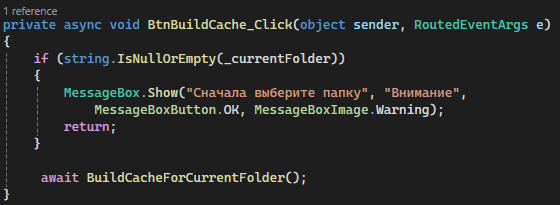 1 reference
private async void BtnBuildCache_Click(object sender, RoutedEventArgs e)
{
    if (string.IsNullOrEmpty(_currentFolder))
    {
        MessageBox.Show("Сначала выберите папку", "Внимание",
            MessageBoxButton.OK, MessageBoxImage.Warning);
        return;
    }

     await BuildCacheForCurrentFolder();
}